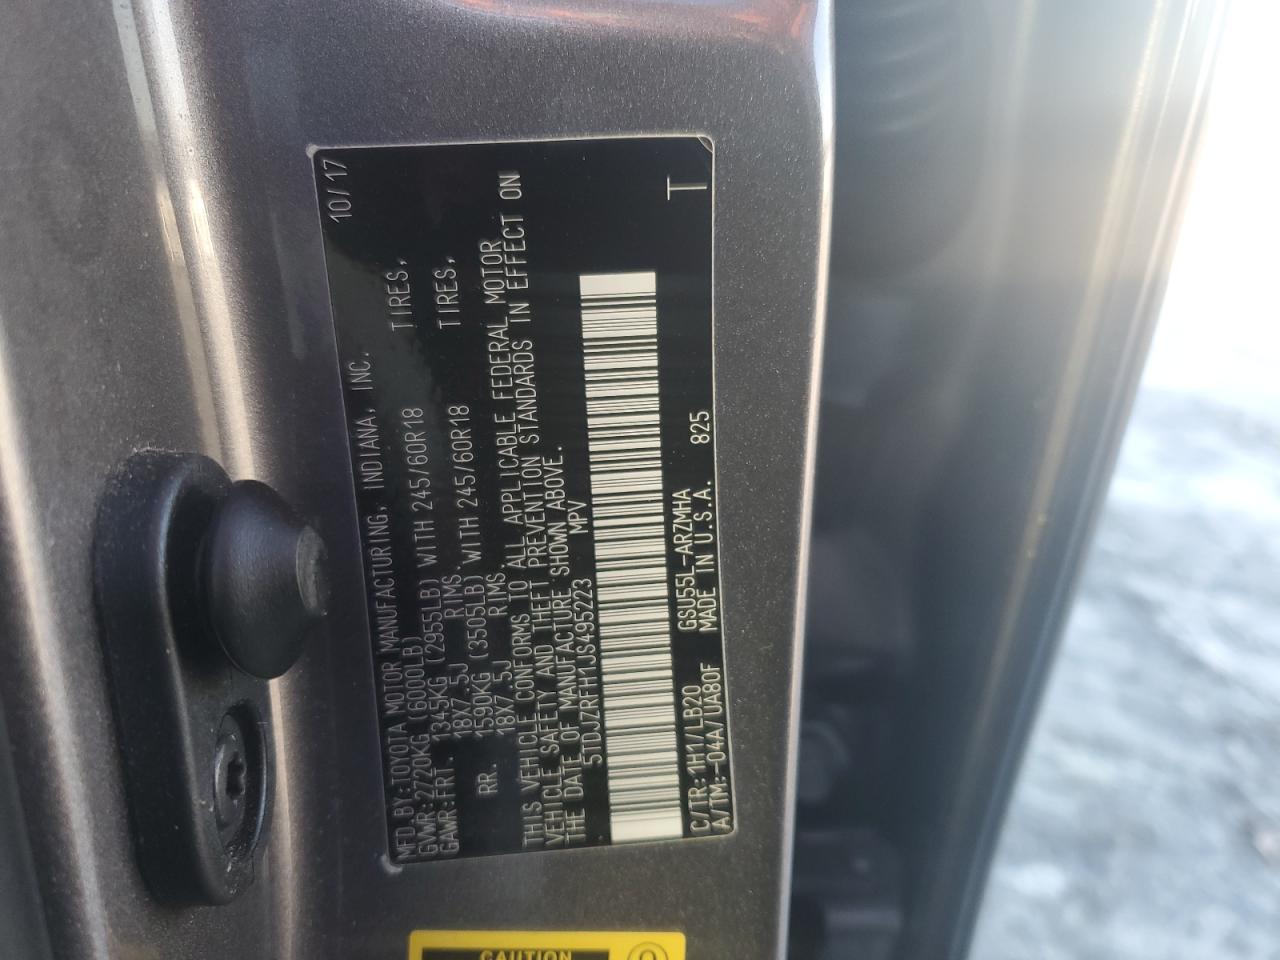 MFD.BY:TOYOTA MOTOR MANUFACTURING, INDIANA, INC. 10/17
GVWR:2720KG(6000LB)
GAWR:FRT. 1345KG (2955LB) WITH 245/60R18 TIRES,
18X7.5J RIMS,
RR. 1590KG (3505LB) WITH 245/60R18 TIRES,
18X7.5J RIMS
THIS VEHICLE CONFORMS TO ALL APPLICABLE FEDERAL MOTOR
VEHICLE SAFETY AND THEFT PREVENTION STANDARDS IN EFFECT ON
THE DATE OF MANUFACTURE SHOWN ABOVE.
5TDJZRFH1JS495223 MPV
C/TR:1H1/LB20 GSU55L-ARZMHA T
A/TM:-04A/UA80F MADE IN U.S.A. 825
CAUTION